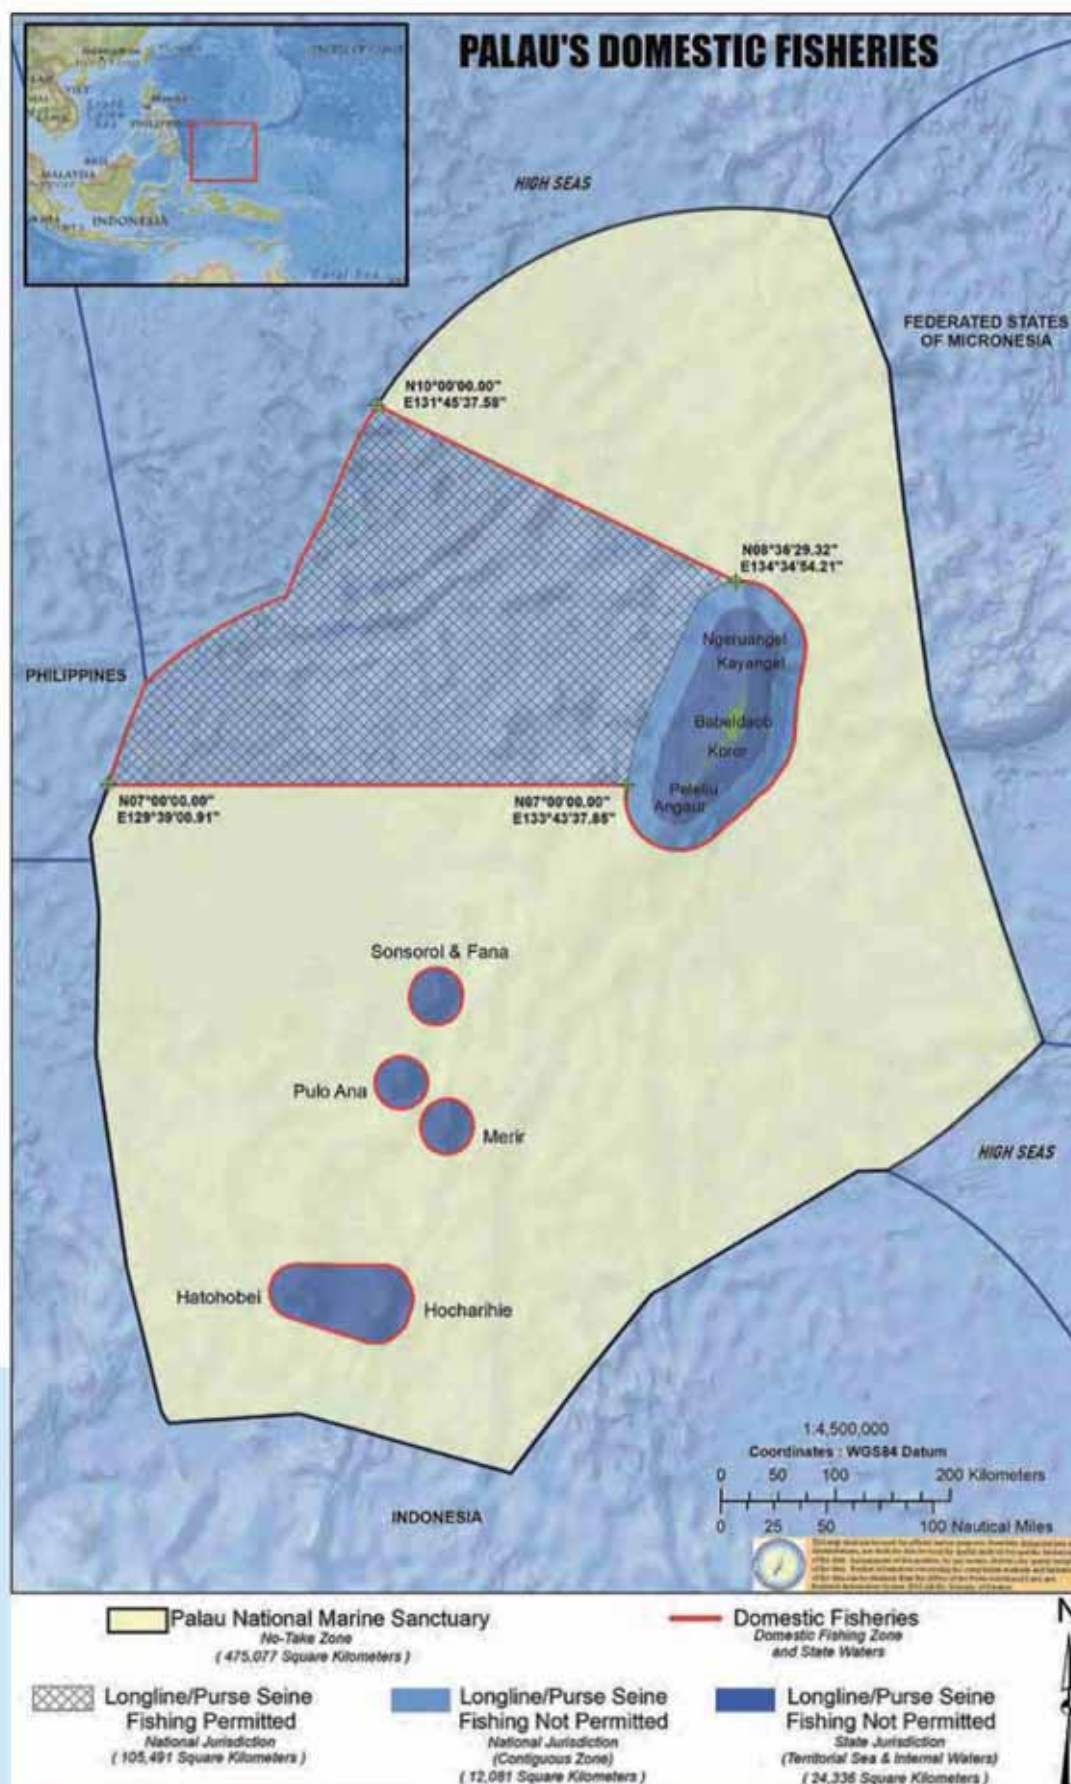 PALAU'S DOMESTIC FISHERIES
PHILIPPINES
MALAYSIA
INDONESIA
Coral Sea
HIGH SEAS
FEDERATED STATES
OF MICRONESIA
N10°00'00.00"
E131°45'37.58"
N08°36'29.32"
E134°34'54.21"
Ngeruangel
Kayangel
PHILIPPINES
Babeldaob
Koror
Peleliu
Angaur
N07°00'00.00"
E129°39'00.91"
N07°00'00.00"
E133°43'37.85"
Sonsorol & Fana
Pulo Ana
Merir
HIGH SEAS
Hatohobei
Hocharihie
1:4,500,000
Coordinates : WGS84 Datum
0 50 100 200 Kilometers
0 25 50 100 Nautical Miles
INDONESIA
N
Palau National Marine Sanctuary
No-Take Zone
( 475,077 Square Kilometers )
Domestic Fisheries
Domestic Fishing Zone
and State Waters
Longline/Purse Seine
Fishing Permitted
National Jurisdiction
( 105,491 Square Kilometers )
Longline/Purse Seine
Fishing Not Permitted
National Jurisdiction
(Contiguous Zone)
( 12,081 Square Kilometers )
Longline/Purse Seine
Fishing Not Permitted
State Jurisdiction
(Territorial Sea & Internal Waters)
( 24,336 Square Kilometers )